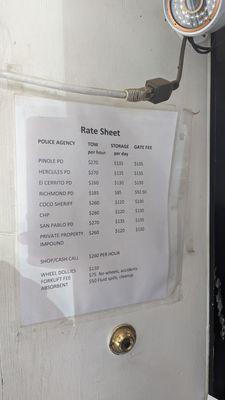 Rate Sheet
POLICE AGENCY TOW STORAGE GATE FEE
per hour per day
PINOLE PD $270 $135 $135
HERCULES PD $270 $135 $135
El CERRITO PD $260 $130 $130
RICHMOND PD $185 $85 $92.50
COCO SHERIFF $260 $120 $130
CHP $260 $120 $130
SAN PABLO PD $270 $135 $135
PRIVATE PROPERTY $260 $120 $130
IMPOUND
SHOP/CASH CALL $260 PER HOUR
WHEEL DOLLIES $130
FORKLIFT FEE $75 No wheels, accidents
ABSORBENT $50 Fluid spills, cleanup